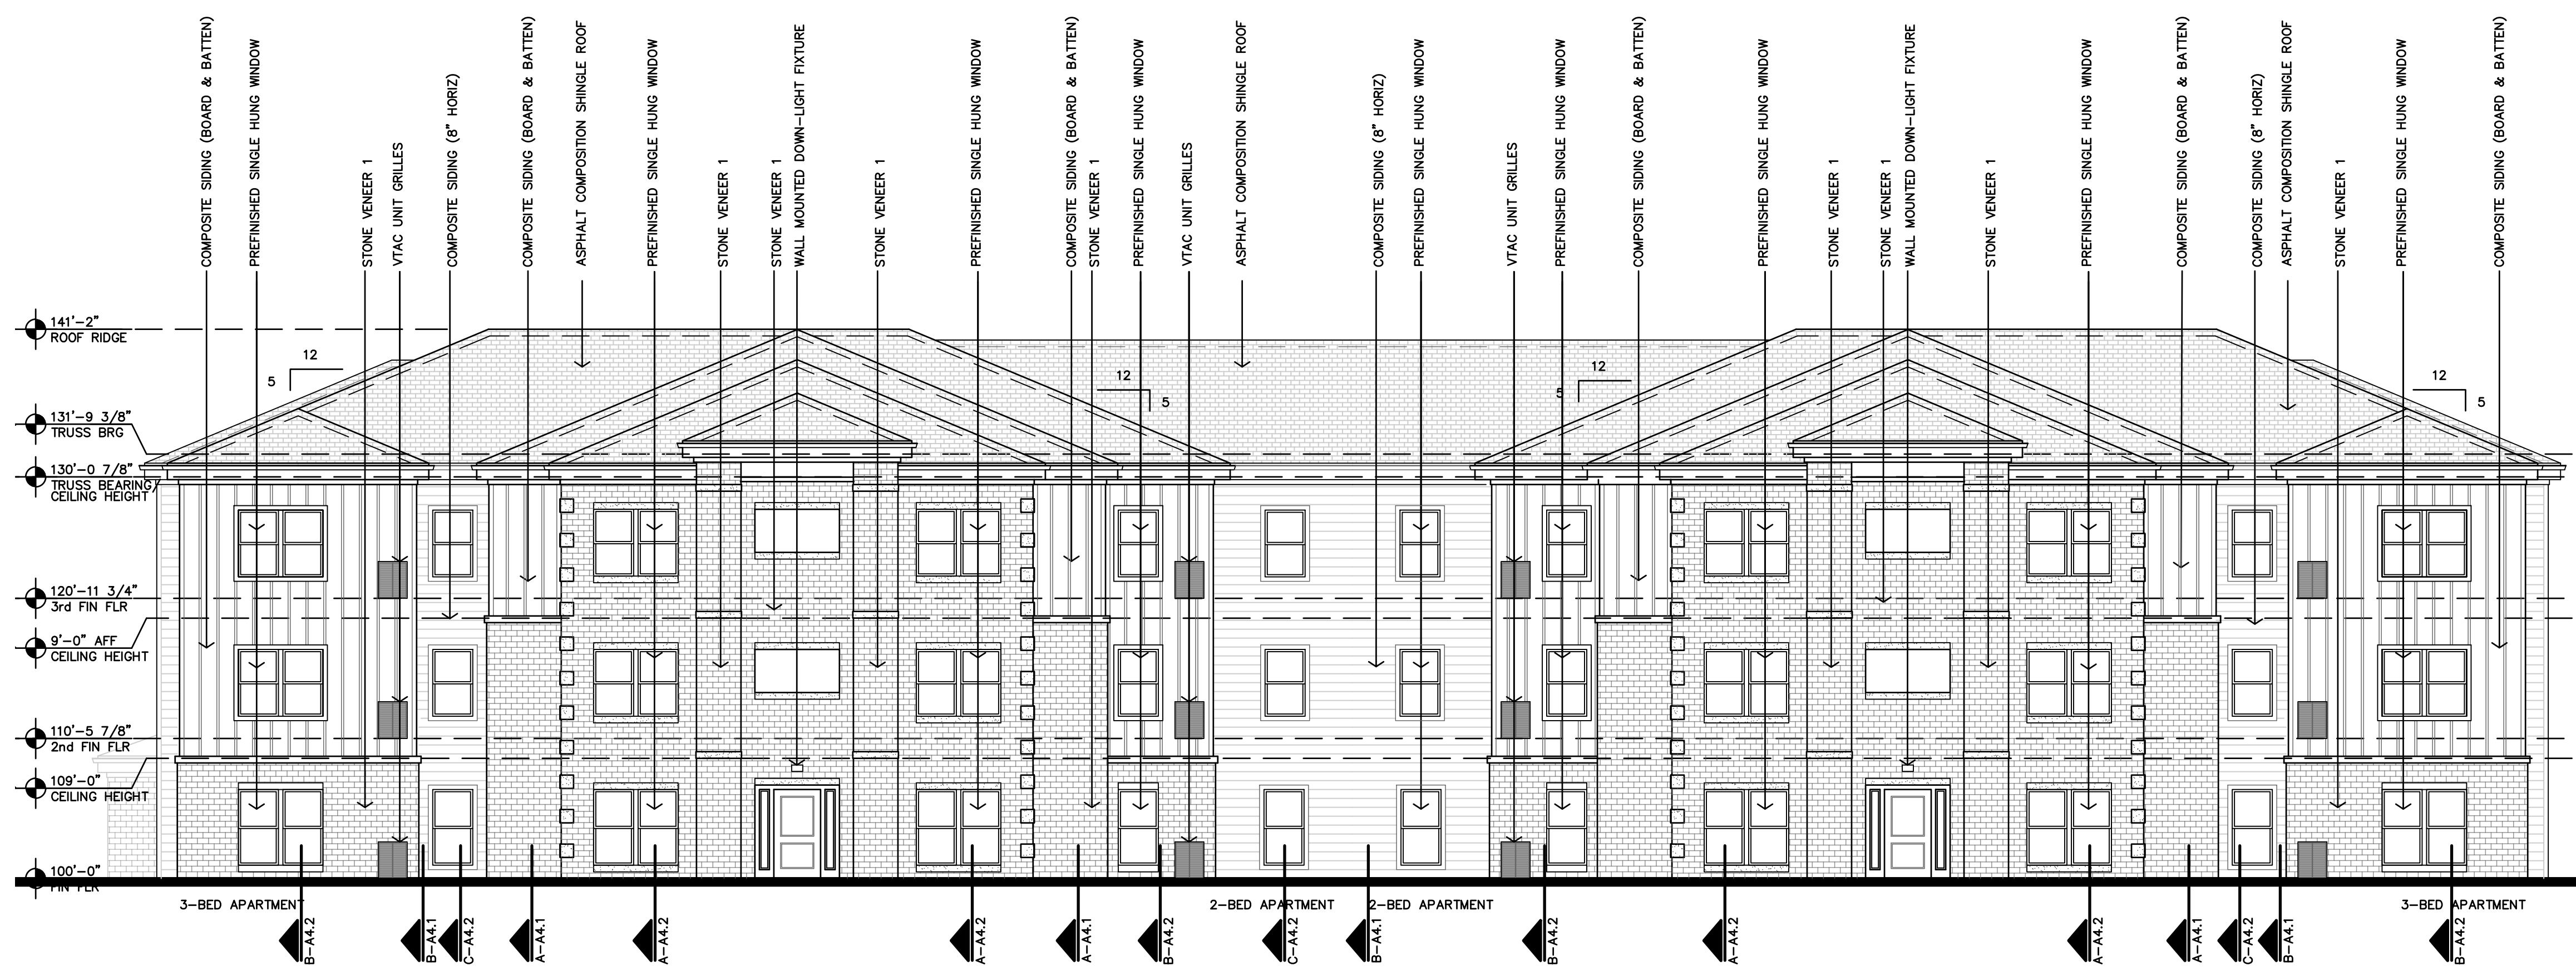 COMPOSITE SIDING (BOARD & BATTEN)
PREFINISHED SINGLE HUNG WINDOW
STONE VENEER 1
VTAC UNIT GRILLES
COMPOSITE SIDING (8" HORIZ)
COMPOSITE SIDING (BOARD & BATTEN)
ASPHALT COMPOSITION SHINGLE ROOF
PREFINISHED SINGLE HUNG WINDOW
STONE VENEER 1
STONE VENEER 1
WALL MOUNTED DOWN-LIGHT FIXTURE
STONE VENEER 1
PREFINISHED SINGLE HUNG WINDOW
COMPOSITE SIDING (BOARD & BATTEN)
STONE VENEER 1
PREFINISHED SINGLE HUNG WINDOW
VTAC UNIT GRILLES
ASPHALT COMPOSITION SHINGLE ROOF
COMPOSITE SIDING (8" HORIZ)
PREFINISHED SINGLE HUNG WINDOW
VTAC UNIT GRILLES
PREFINISHED SINGLE HUNG WINDOW
COMPOSITE SIDING (BOARD & BATTEN)
PREFINISHED SINGLE HUNG WINDOW
STONE VENEER 1
STONE VENEER 1
WALL MOUNTED DOWN-LIGHT FIXTURE
STONE VENEER 1
PREFINISHED SINGLE HUNG WINDOW
COMPOSITE SIDING (BOARD & BATTEN)
COMPOSITE SIDING (8" HORIZ)
ASPHALT COMPOSITION SHINGLE ROOF
STONE VENEER 1
PREFINISHED SINGLE HUNG WINDOW
COMPOSITE SIDING (BOARD & BATTEN)
141'-2"
ROOF RIDGE
12
5
12
5
12
5
12
5
131'-9 3/8"
TRUSS BRG
130'-0 7/8"
TRUSS BEARING/
CEILING HEIGHT
120'-11 3/4"
3rd FIN FLR
9'-0" AFF
CEILING HEIGHT
110'-5 7/8"
2nd FIN FLR
109'-0"
CEILING HEIGHT
100'-0"
FIN FLR
3-BED APARTMENT
2-BED APARTMENT
2-BED APARTMENT
3-BED APARTMENT
B-A4.2
B-A4.1
C-A4.2
A-A4.1
A-A4.2
A-A4.2
A-A4.1
B-A4.2
C-A4.2
B-A4.1
B-A4.2
A-A4.2
A-A4.2
A-A4.1
C-A4.2
B-A4.1
B-A4.2